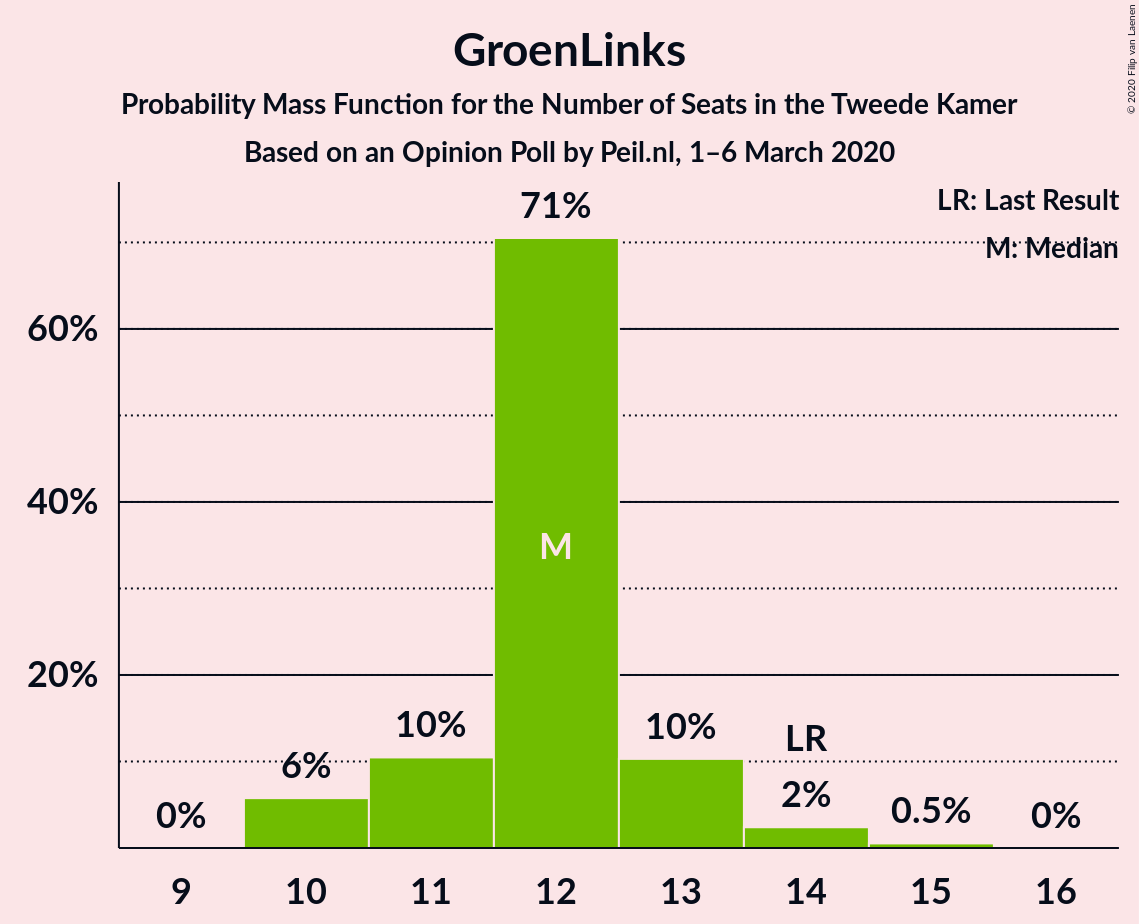 GroenLinks
Probability Mass Function for the Number of Seats in the Tweede Kamer
Based on an Opinion Poll by Peil.nl, 1–6 March 2020
© 2020 Filip van Laenen
LR: Last Result
M: Median
60%
40%
20%
0%
6%
10%
71%
M
10%
LR
2%
0.5%
0%
9 10 11 12 13 14 15 16